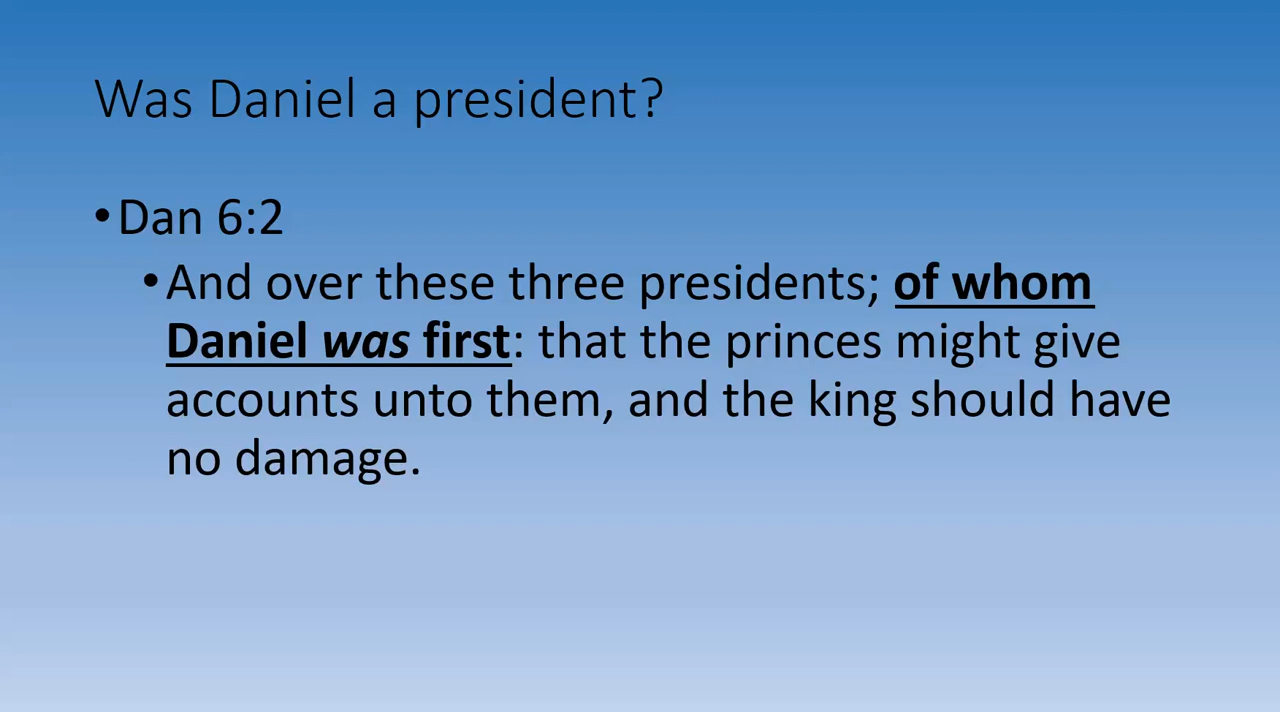 Was Daniel a president?
•Dan 6:2
•And over these three presidents; of whom
Daniel was first: that the princes might give
accounts unto them, and the king should have
no damage.